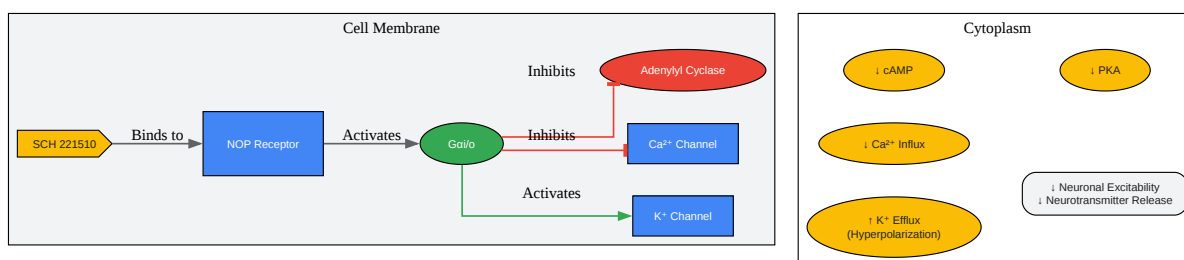 Cell Membrane
Inhibits
Adenylyl Cyclase
SCH 221510
Binds to
NOP Receptor
Activates
Gαi/o
Inhibits
Ca²⁺ Channel
Activates
K⁺ Channel
Cytoplasm
↓ cAMP
↓ PKA
↓ Ca²⁺ Influx
↓ Neuronal Excitability
↓ Neurotransmitter Release
↑ K⁺ Efflux
(Hyperpolarization)